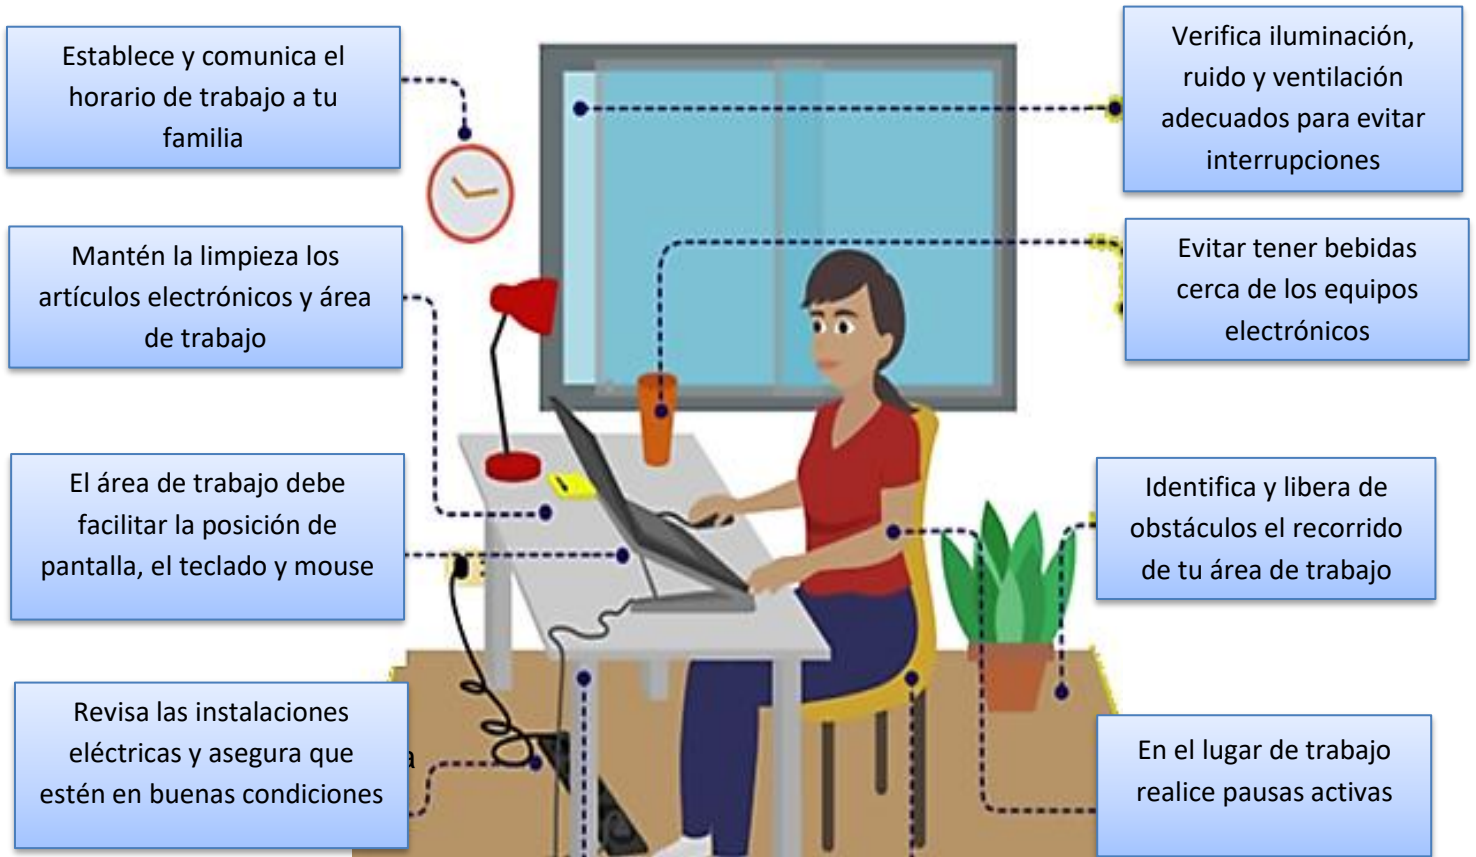 Establece y comunica el
horario de trabajo a tu
familia
Verifica iluminación,
ruido y ventilación
adecuados para evitar
interrupciones
Mantén la limpieza los
artículos electrónicos y área
de trabajo
Evitar tener bebidas
cerca de los equipos
electrónicos
El área de trabajo debe
facilitar la posición de
pantalla, el teclado y mouse
Identifica y libera de
obstáculos el recorrido
de tu área de trabajo
Revisa las instalaciones
eléctricas y asegura que
estén en buenas condiciones
En el lugar de trabajo
realice pausas activas